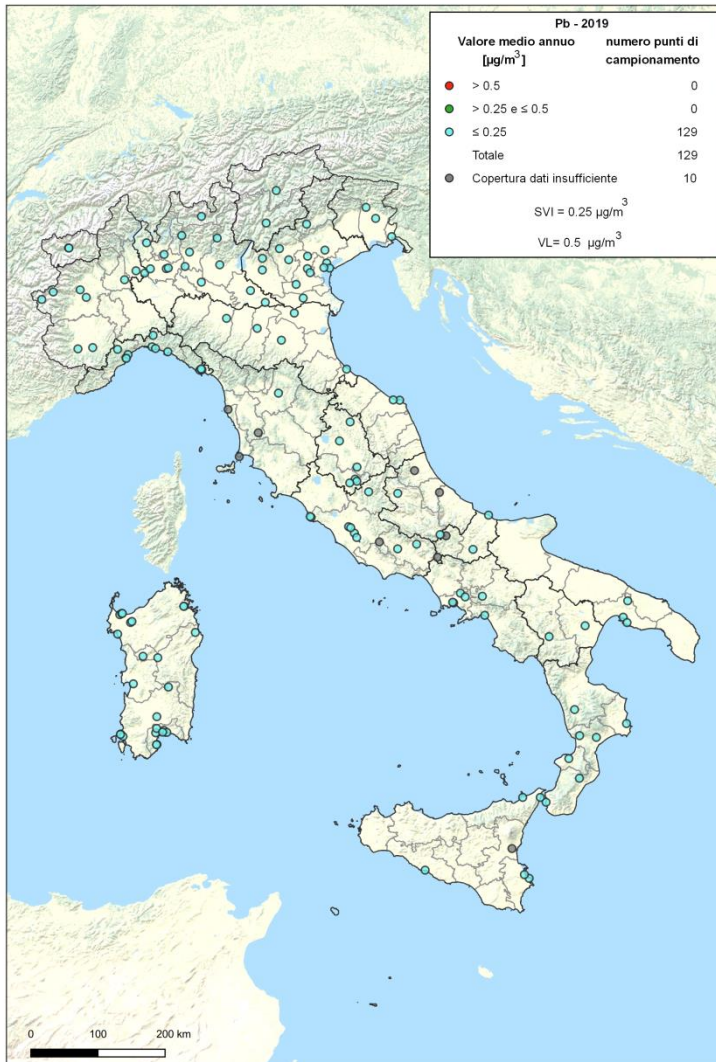 Pb - 2019
Valore medio annuo numero punti di
[µg/m³] campionamento
> 0.5 0
> 0.25 e ≤ 0.5 0
≤ 0.25 129
Totale 129
Copertura dati insufficiente 10
SVI = 0.25 µg/m³
VL= 0.5 µg/m³
0 100 200 km